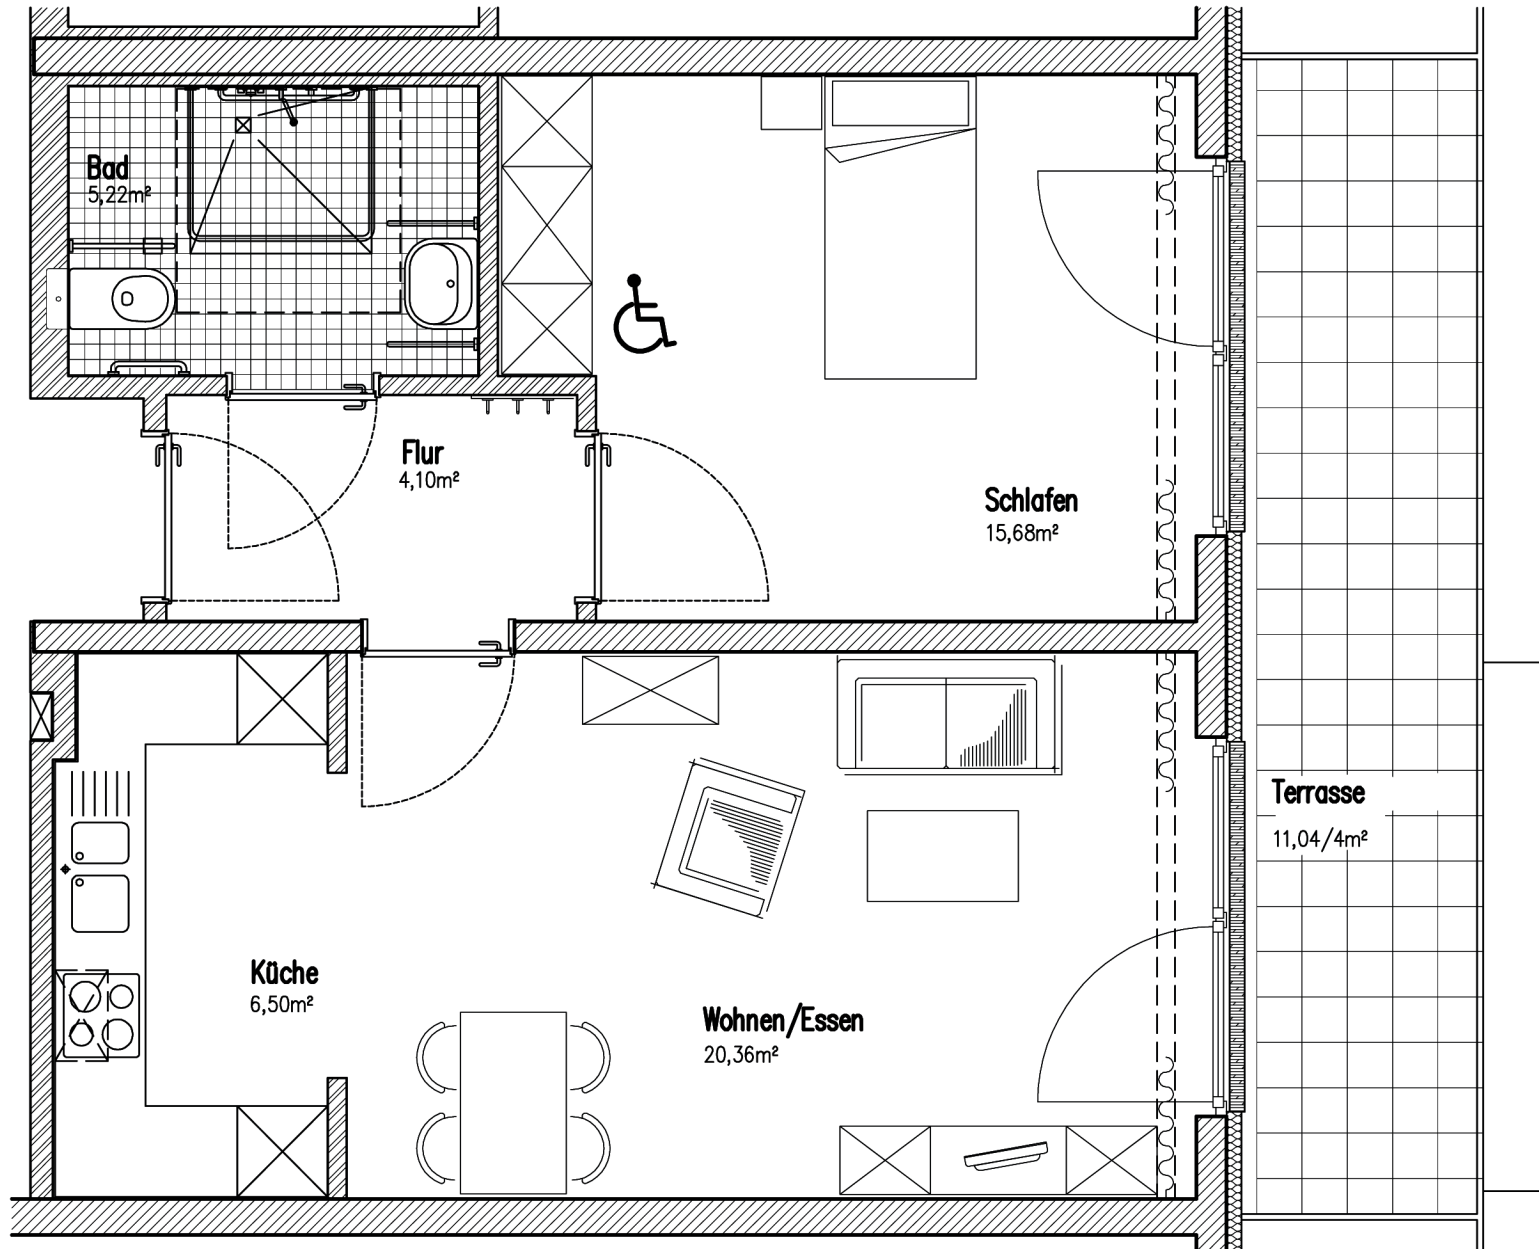 Bad
5,22m²
Flur
4,10m²
Schlafen
15,68m²
Terrasse
11,04/4m²
Küche
6,50m²
Wohnen/Essen
20,36m²